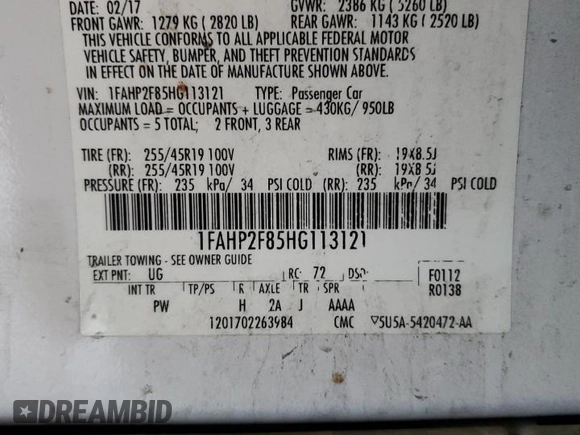 DATE: 02/17 GVWR: 2386 KG ( 5260 LB)
FRONT GAWR: 1279 KG ( 2820 LB) REAR GAWR: 1143 KG ( 2520 LB)
THIS VEHICLE CONFORMS TO ALL APPLICABLE FEDERAL MOTOR
VEHICLE SAFETY, BUMPER, AND THEFT PREVENTION STANDARDS
IN EFFECT ON THE DATE OF MANUFACTURE SHOWN ABOVE.
VIN: 1FAHP2F85HG113121 TYPE: Passenger Car
MAXIMUM LOAD = OCCUPANTS + LUGGAGE = 430KG/ 950LB
OCCUPANTS = 5 TOTAL; 2 FRONT, 3 REAR
TIRE (FR): 255/45R19 100V RIMS (FR): 19X8.5J
(RR): 255/45R19 100V (RR): 19X8.5J
PRESSURE (FR): 235 kPa/ 34 PSI COLD (RR): 235 kPa/ 34 PSI COLD
1FAHP2F85HG113121
TRAILER TOWING - SEE OWNER GUIDE
EXT PNT: UG RC: 72 DSO: F0112
R0138
INT TR TP/PS R AXLE TR SPR
PW H 2A J AAAA
1201702263984 CMC ▽5U5A-5420472-AA
DREAMBID